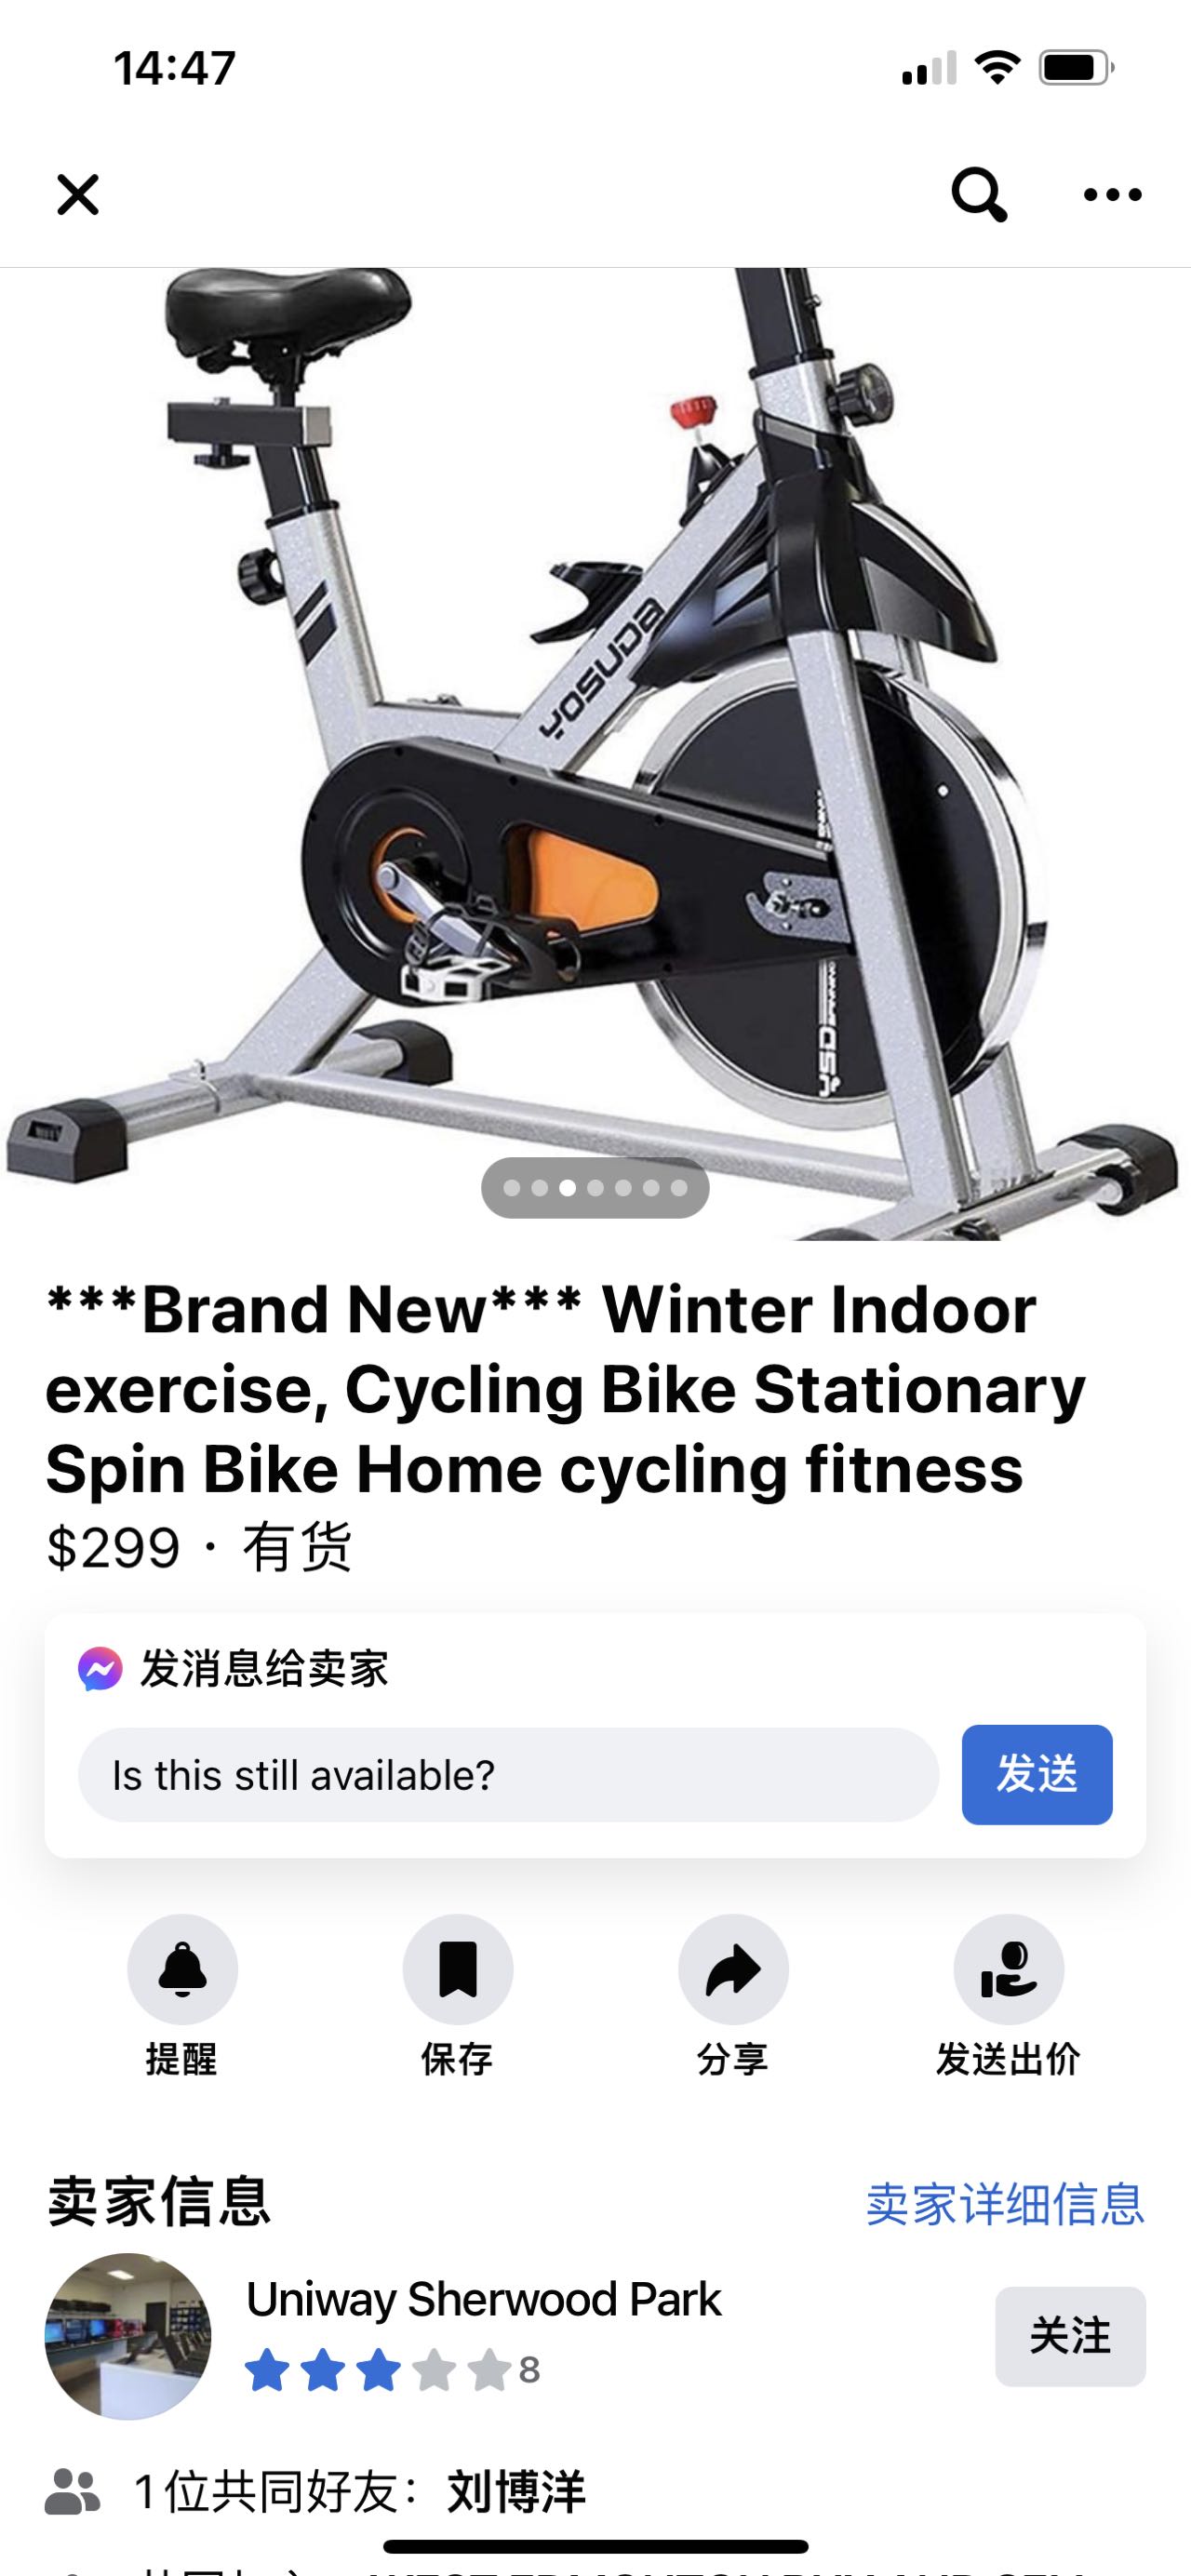 14:47
YOSUDA
YSD
***Brand New*** Winter Indoor
exercise, Cycling Bike Stationary
Spin Bike Home cycling fitness
$299 · 有货
发消息给卖家
Is this still available?
发送
提醒
保存
分享
发送出价
卖家信息
卖家详细信息
Uniway Sherwood Park
8
关注
1位共同好友：刘博洋